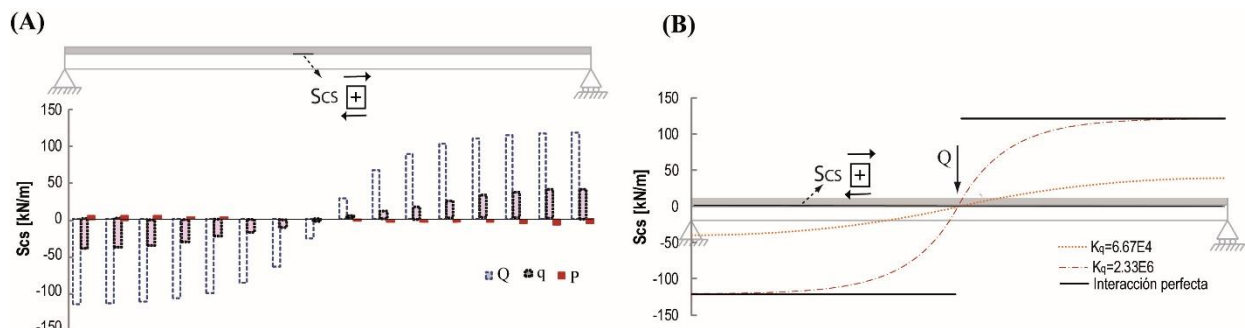 (A)
Scs +
Scs [kN/m]
150
100
50
0
-50
-100
-150
Q q P
(B)
150
100
50
0
-50
-100
-150
Scs [kN/m]
Scs +
Q
Kq=6.67E4
Kq=2.33E6
Interacción perfecta